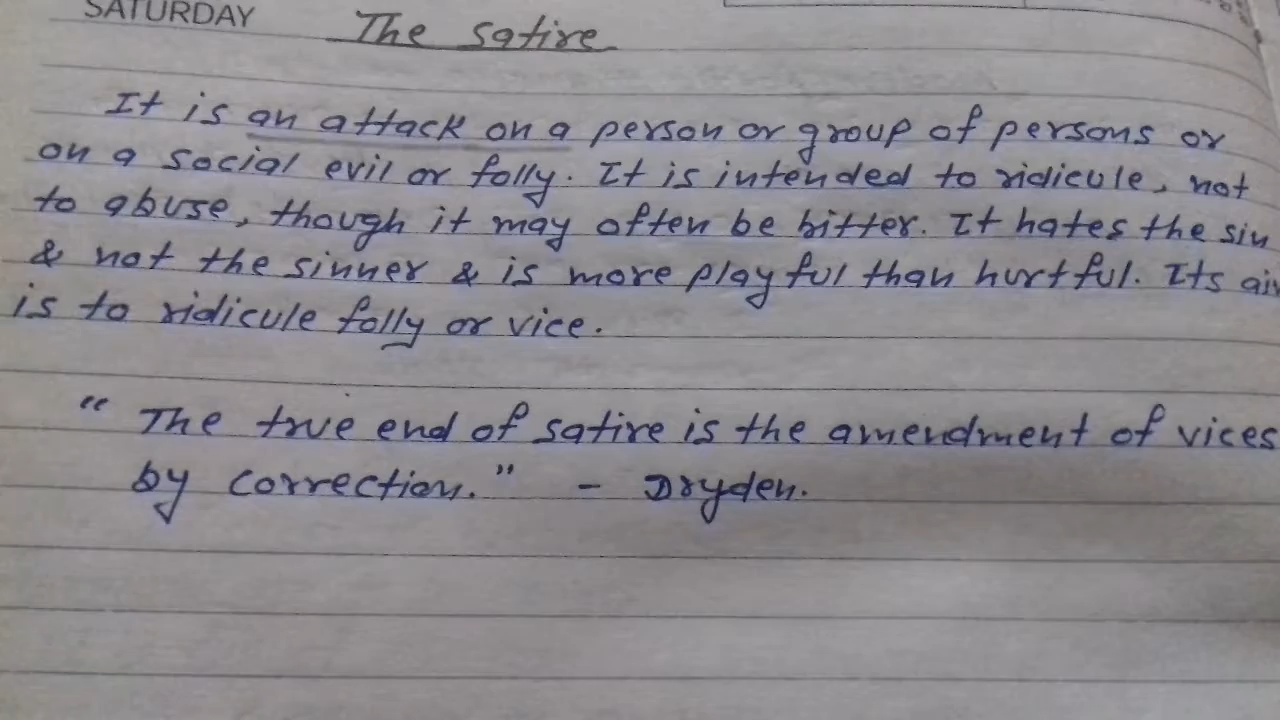 SATURDAY
The satire
It is an attack on a person or group of persons or
on a social evil or folly. It is intended to ridicule, not
to abuse, though it may often be bitter. It hates the sin
& not the sinner & is more playful than hurtful. Its
is to ridicule folly or vice.
“ The true end of satire is the amendment of vices
by correction.” - Dryden.